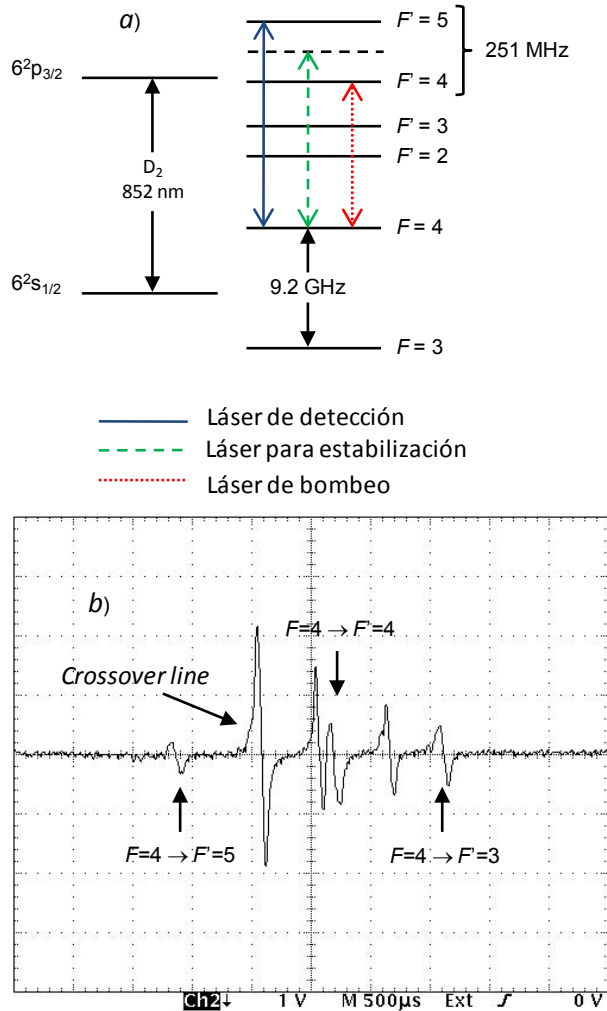 a)
F' = 5
251 MHz
6²p₃/₂
F' = 4
F' = 3
D₂
852 nm
F' = 2
F = 4
6²s₁/₂
9.2 GHz
F = 3
Láser de detección
Láser para estabilización
Láser de bombeo
b)
F=4 → F'=4
Crossover line
F=4 → F'=5
F=4 → F'=3
Ch2↓ 1 V M 500µs Ext 0 V